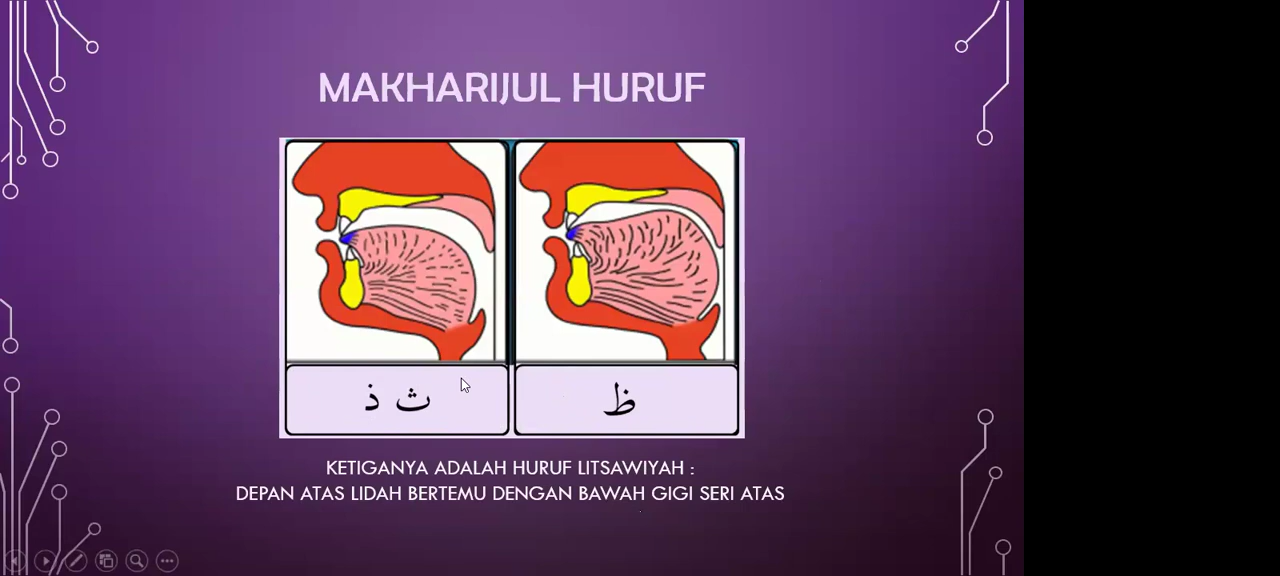 MAKHARIJUL HURUF
ث ذ
ظ
KETIGANYA ADALAH HURUF LITSAWIYAH :
DEPAN ATAS LIDAH BERTEMU DENGAN BAWAH GIGI SERI ATAS